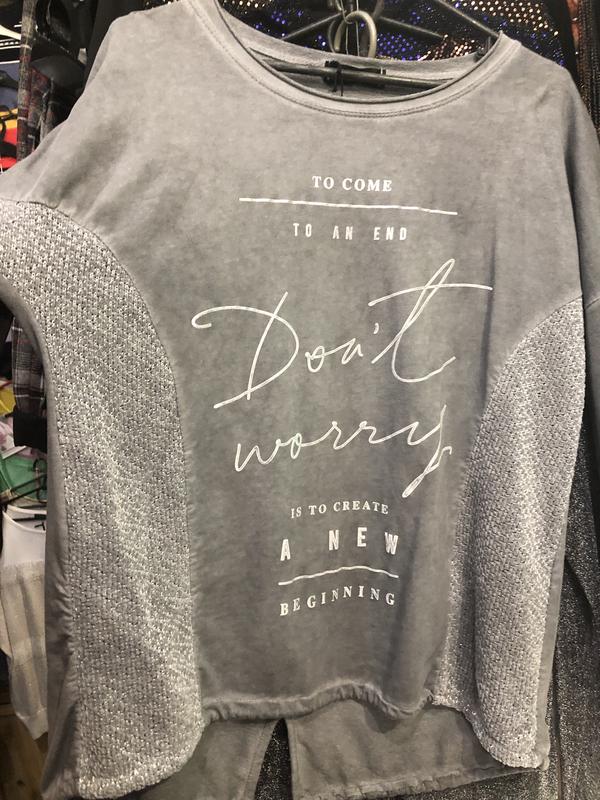 TO COME
TO AN END
Don't
worry
IS TO CREATE
A NEW
BEGINNING